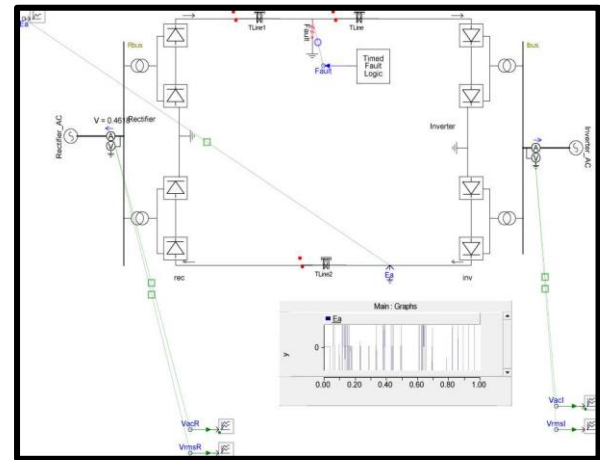 Ea
Rbus
TLine1
Fault
TLine
Ibus
Fault
Timed
Fault
Logic
V = 0.4618
Rectifier
Rectifier_AC
Inverter
Inverter_AC
A
V
A
V
rec
TLine2
Ea
inv
Main : Graphs
Ea
y
0
0.00 0.20 0.40 0.60 0.80 1.00
VacR
VrmsR
VacI
VrmsI